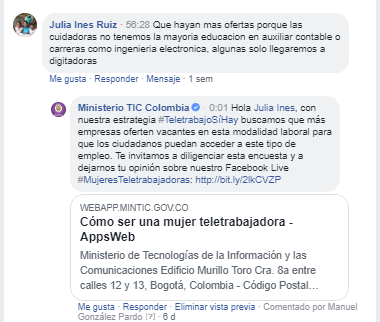 Julia Ines Ruiz · 56:28 Que hayan mas ofertas porque las
cuidadoras no tenemos la mayoria educacion en auxiliar contable o
carreras como ingenieria electronica, algunas solo llegaremos a
digitadoras
Me gusta · Responder · Mensaje · 1 sem
Ministerio TIC Colombia · 0:01 Hola Julia Ines, con
nuestra estrategia #TeletrabajoSíHay buscamos que más
empresas oferten vacantes en esta modalidad laboral para
que los ciudadanos puedan acceder a este tipo de
empleo. Te invitamos a diligenciar esta encuesta y a
dejarnos tu opinión sobre nuestro Facebook Live
#MujeresTeletrabajadoras: http://bit.ly/2lkCVZP
WEBAPP.MINTIC.GOV.CO
Cómo ser una mujer teletrabajadora -
AppsWeb
Ministerio de Tecnologías de la Información y las
Comunicaciones Edificio Murillo Toro Cra. 8a entre
calles 12 y 13, Bogotá, Colombia - Código Postal...
Me gusta · Responder · Eliminar vista previa · Comentado por Manuel
González Pardo [?] · 6 d